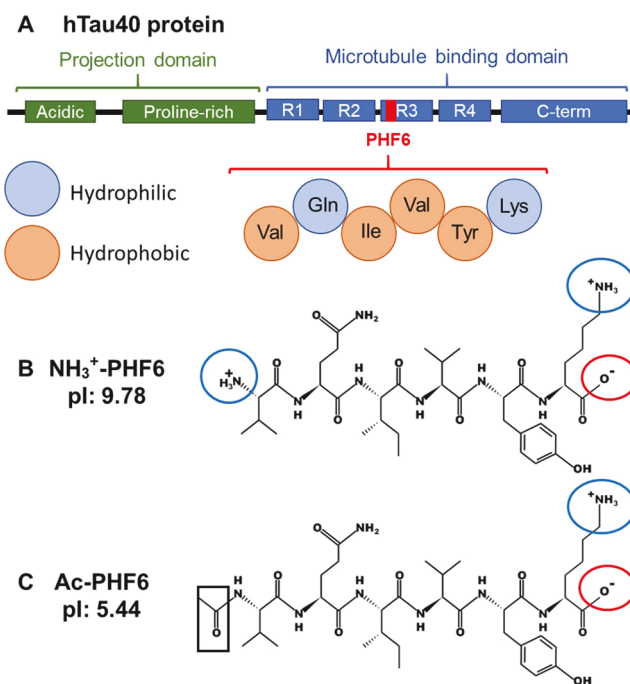 A hTau40 protein
Projection domain Microtubule binding domain
Acidic Proline-rich R1 R2 R3 R4 C-term
PHF6
Hydrophilic
Hydrophobic
Val Gln Ile Val Tyr Lys
B NH₃⁺-PHF6
pI: 9.78
⁺NH₃
O NH₂
H₃N⁺ O H O H O O⁻
N H O N H O N H O
OH
C Ac-PHF6
pI: 5.44
⁺NH₃
O NH₂
H N O H N O H N O O⁻
O O N H O N H O N H O
OH